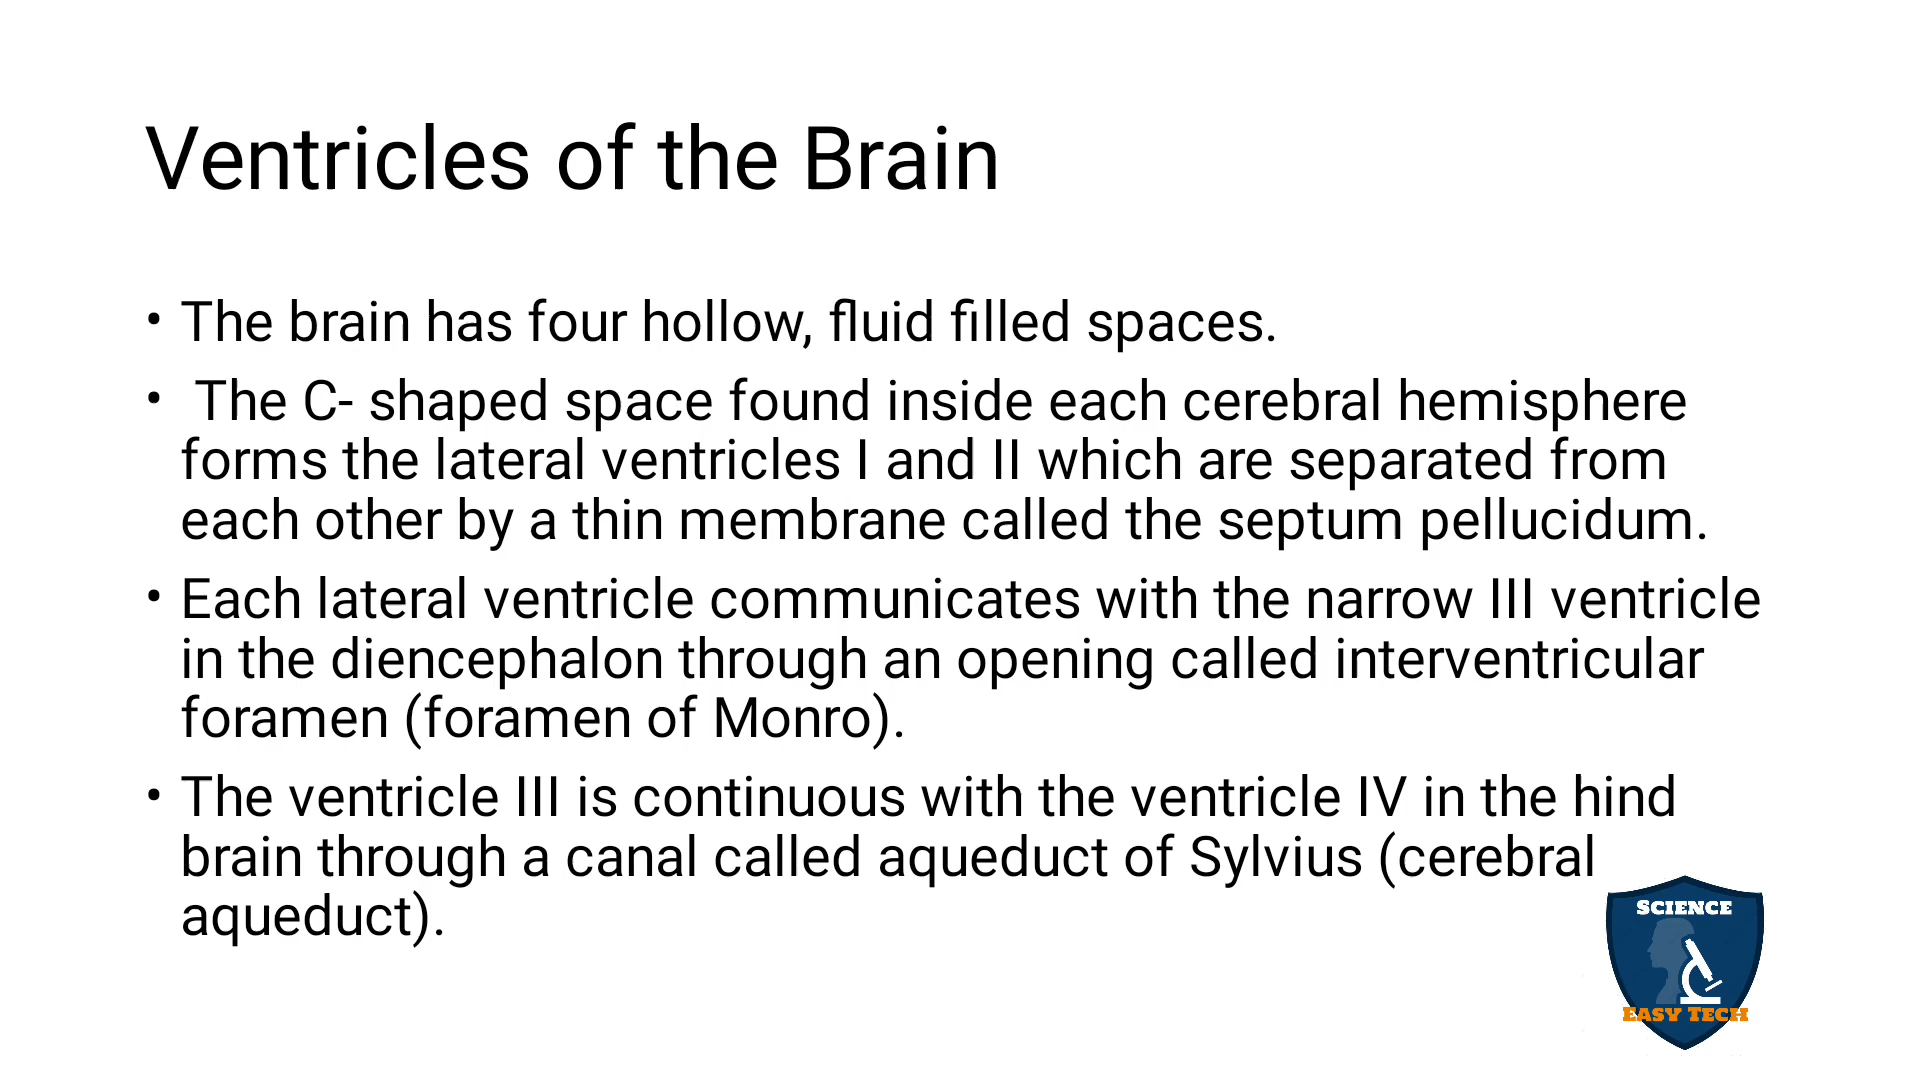 Ventricles of the Brain
• The brain has four hollow, fluid filled spaces.
• The C- shaped space found inside each cerebral hemisphere
forms the lateral ventricles I and II which are separated from
each other by a thin membrane called the septum pellucidum.
• Each lateral ventricle communicates with the narrow III ventricle
in the diencephalon through an opening called interventricular
foramen (foramen of Monro).
• The ventricle III is continuous with the ventricle IV in the hind
brain through a canal called aqueduct of Sylvius (cerebral
aqueduct).
SCIENCE
EASY TECH